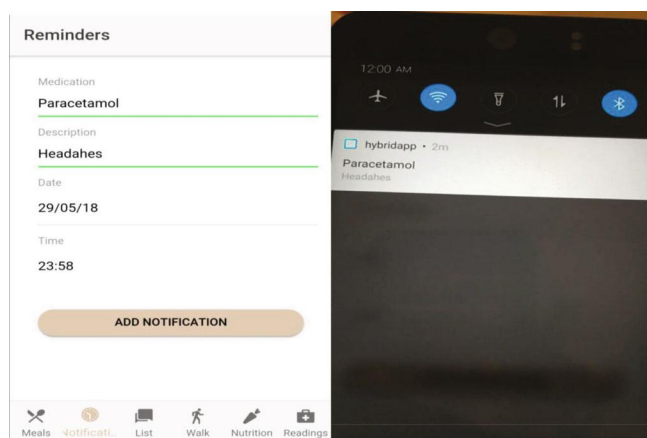 Reminders
Medication
Paracetamol
Description
Headahes
Date
29/05/18
Time
23:58
ADD NOTIFICATION
Meals
Notificati...
List
Walk
Nutrition
Readings
12:00 AM
hybridapp • 2m
Paracetamol
Headahes